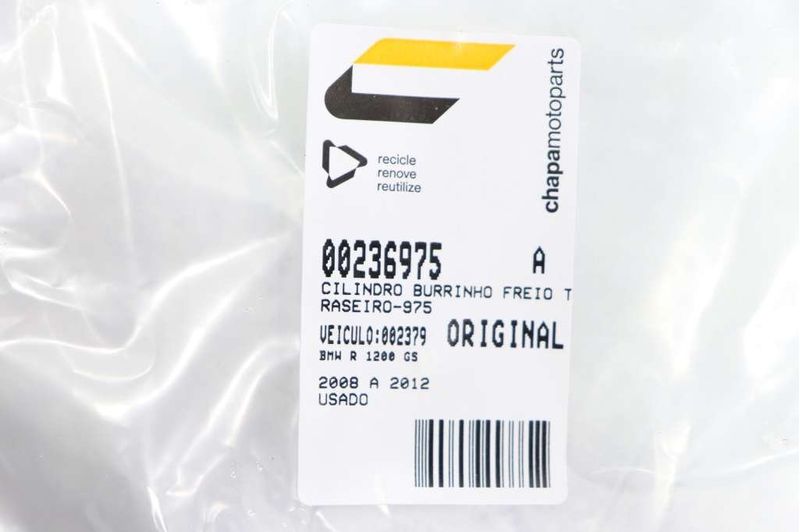 chapamotoparts
recicle
renove
reutilize
00236975 A
CILINDRO BURRINHO FREIO T
RASEIRO-975
VEICULO:002379 ORIGINAL
BMW R 1200 GS
2008 A 2012
USADO